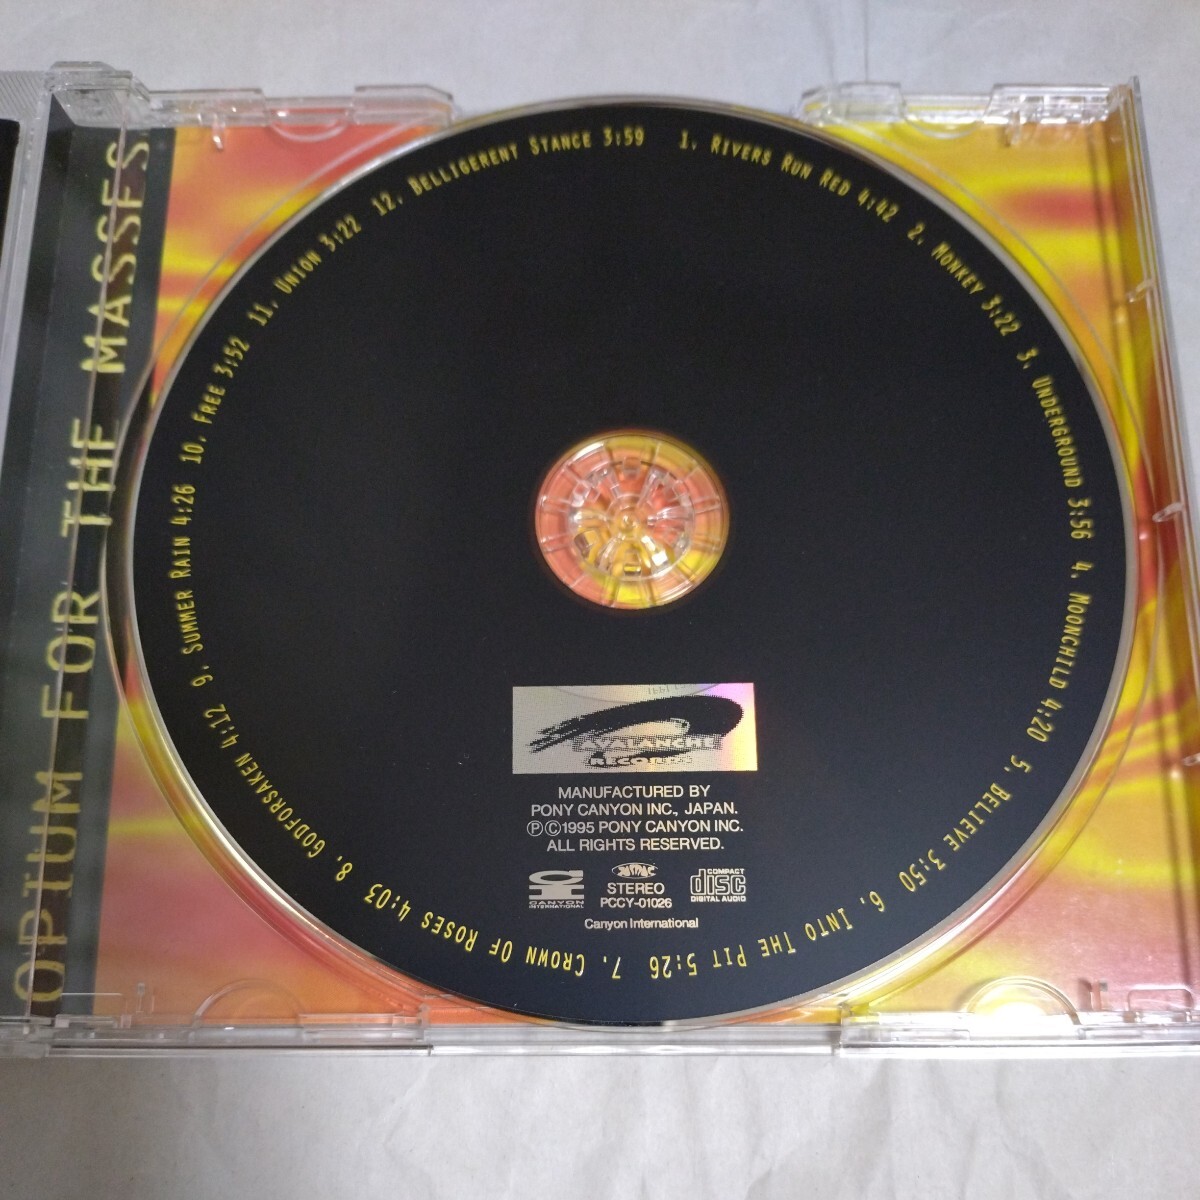 OPIUM FOR THE MASSES
1. RIVERS RUN RED 4:42
2. MONKEY 3:22
3. UNDERGROUND 3:56
4. MOONCHILD 4:20
5. BELIEVE 3:50
6. INTO THE PIT 5:26
7. CROWN OF ROSES 4:03
8. GODFORSAKEN 4:12
9. SUMMER RAIN 4:26
10. FREE 3:52
11. UNION 3:22
12. BELLIGERENT STANCE 3:59
AVALANCHE
RECORDS
MANUFACTURED BY
PONY CANYON INC., JAPAN.
Ⓟ©1995 PONY CANYON INC.
ALL RIGHTS RESERVED.
CANYON
INTERNATIONAL
STEREO
PCCY-01026
COMPACT
disc
DIGITAL AUDIO
Canyon International